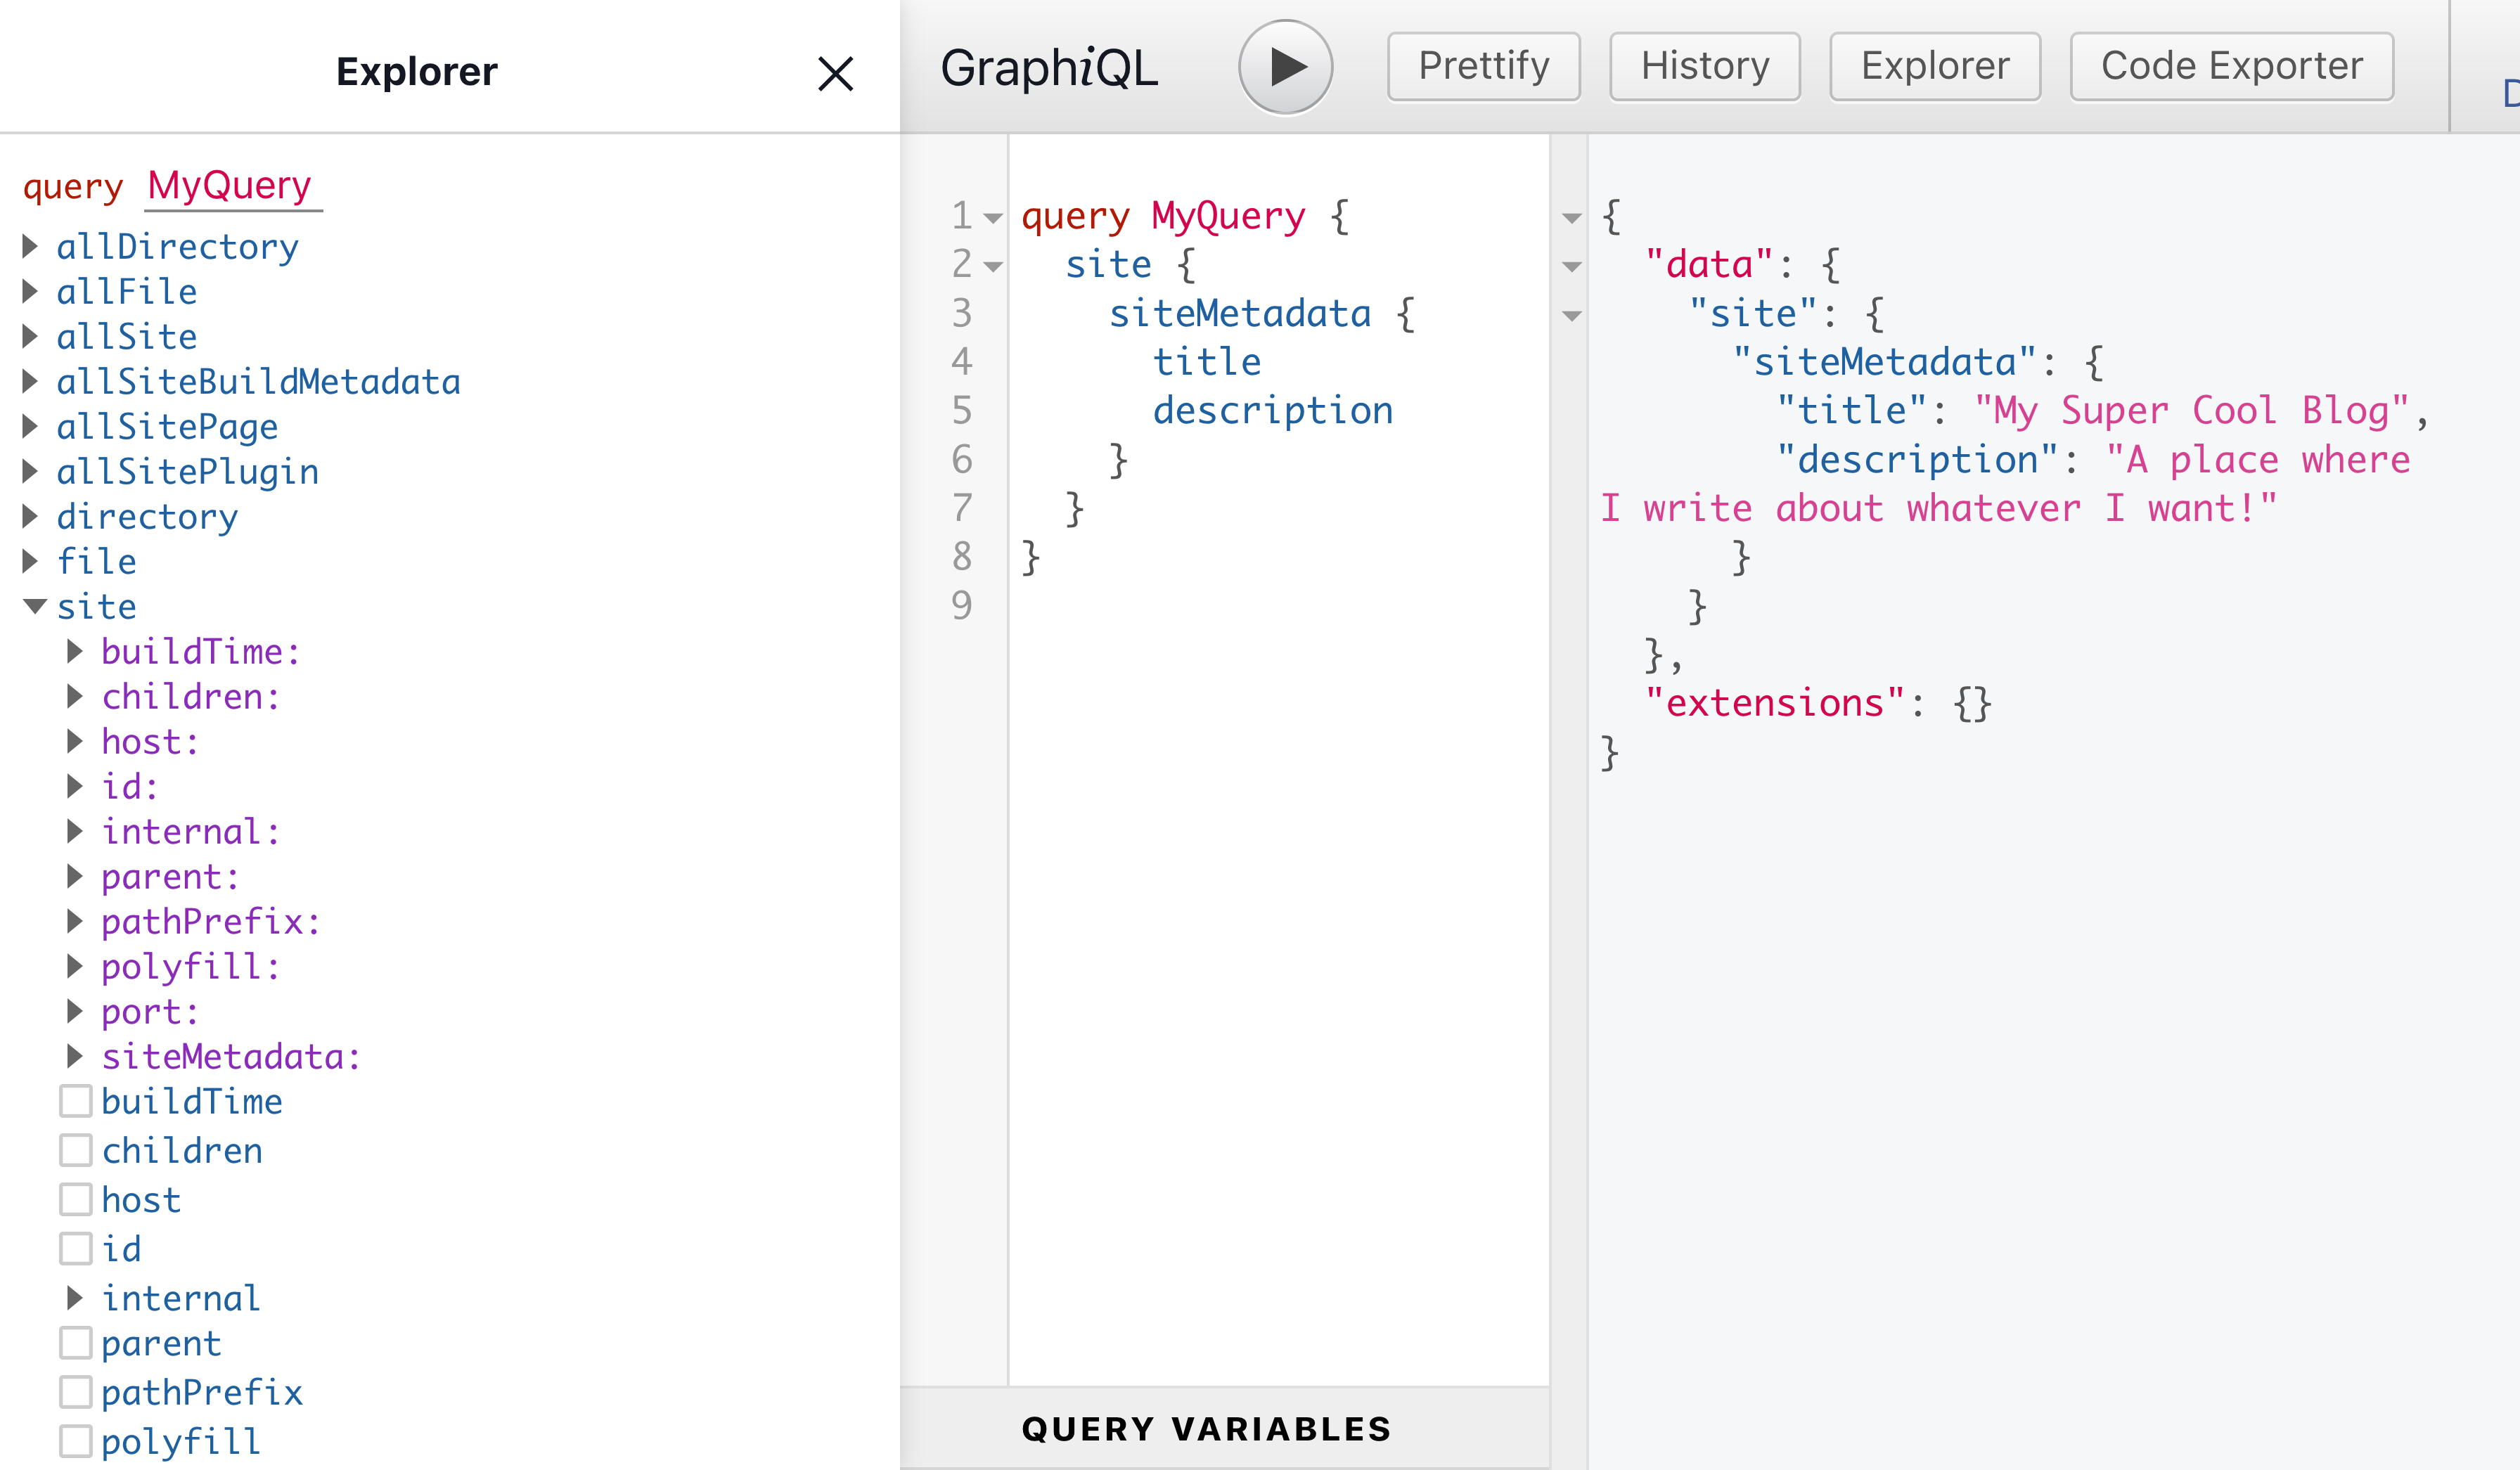 Explorer
query MyQuery
allDirectory
allFile
allSite
allSiteBuildMetadata
allSitePage
allSitePlugin
directory
file
site
buildTime:
children:
host:
id:
internal:
parent:
pathPrefix:
polyfill:
port:
siteMetadata:
buildTime
children
host
id
internal
parent
pathPrefix
polyfill
GraphiQL Prettify History Explorer Code Exporter
1 query MyQuery {
2 site {
3 siteMetadata {
4 title
5 description
6 }
7 }
8 }
9
QUERY VARIABLES
{
"data": {
"site": {
"siteMetadata": {
"title": "My Super Cool Blog",
"description": "A place where
I write about whatever I want!"
}
}
},
"extensions": {}
}